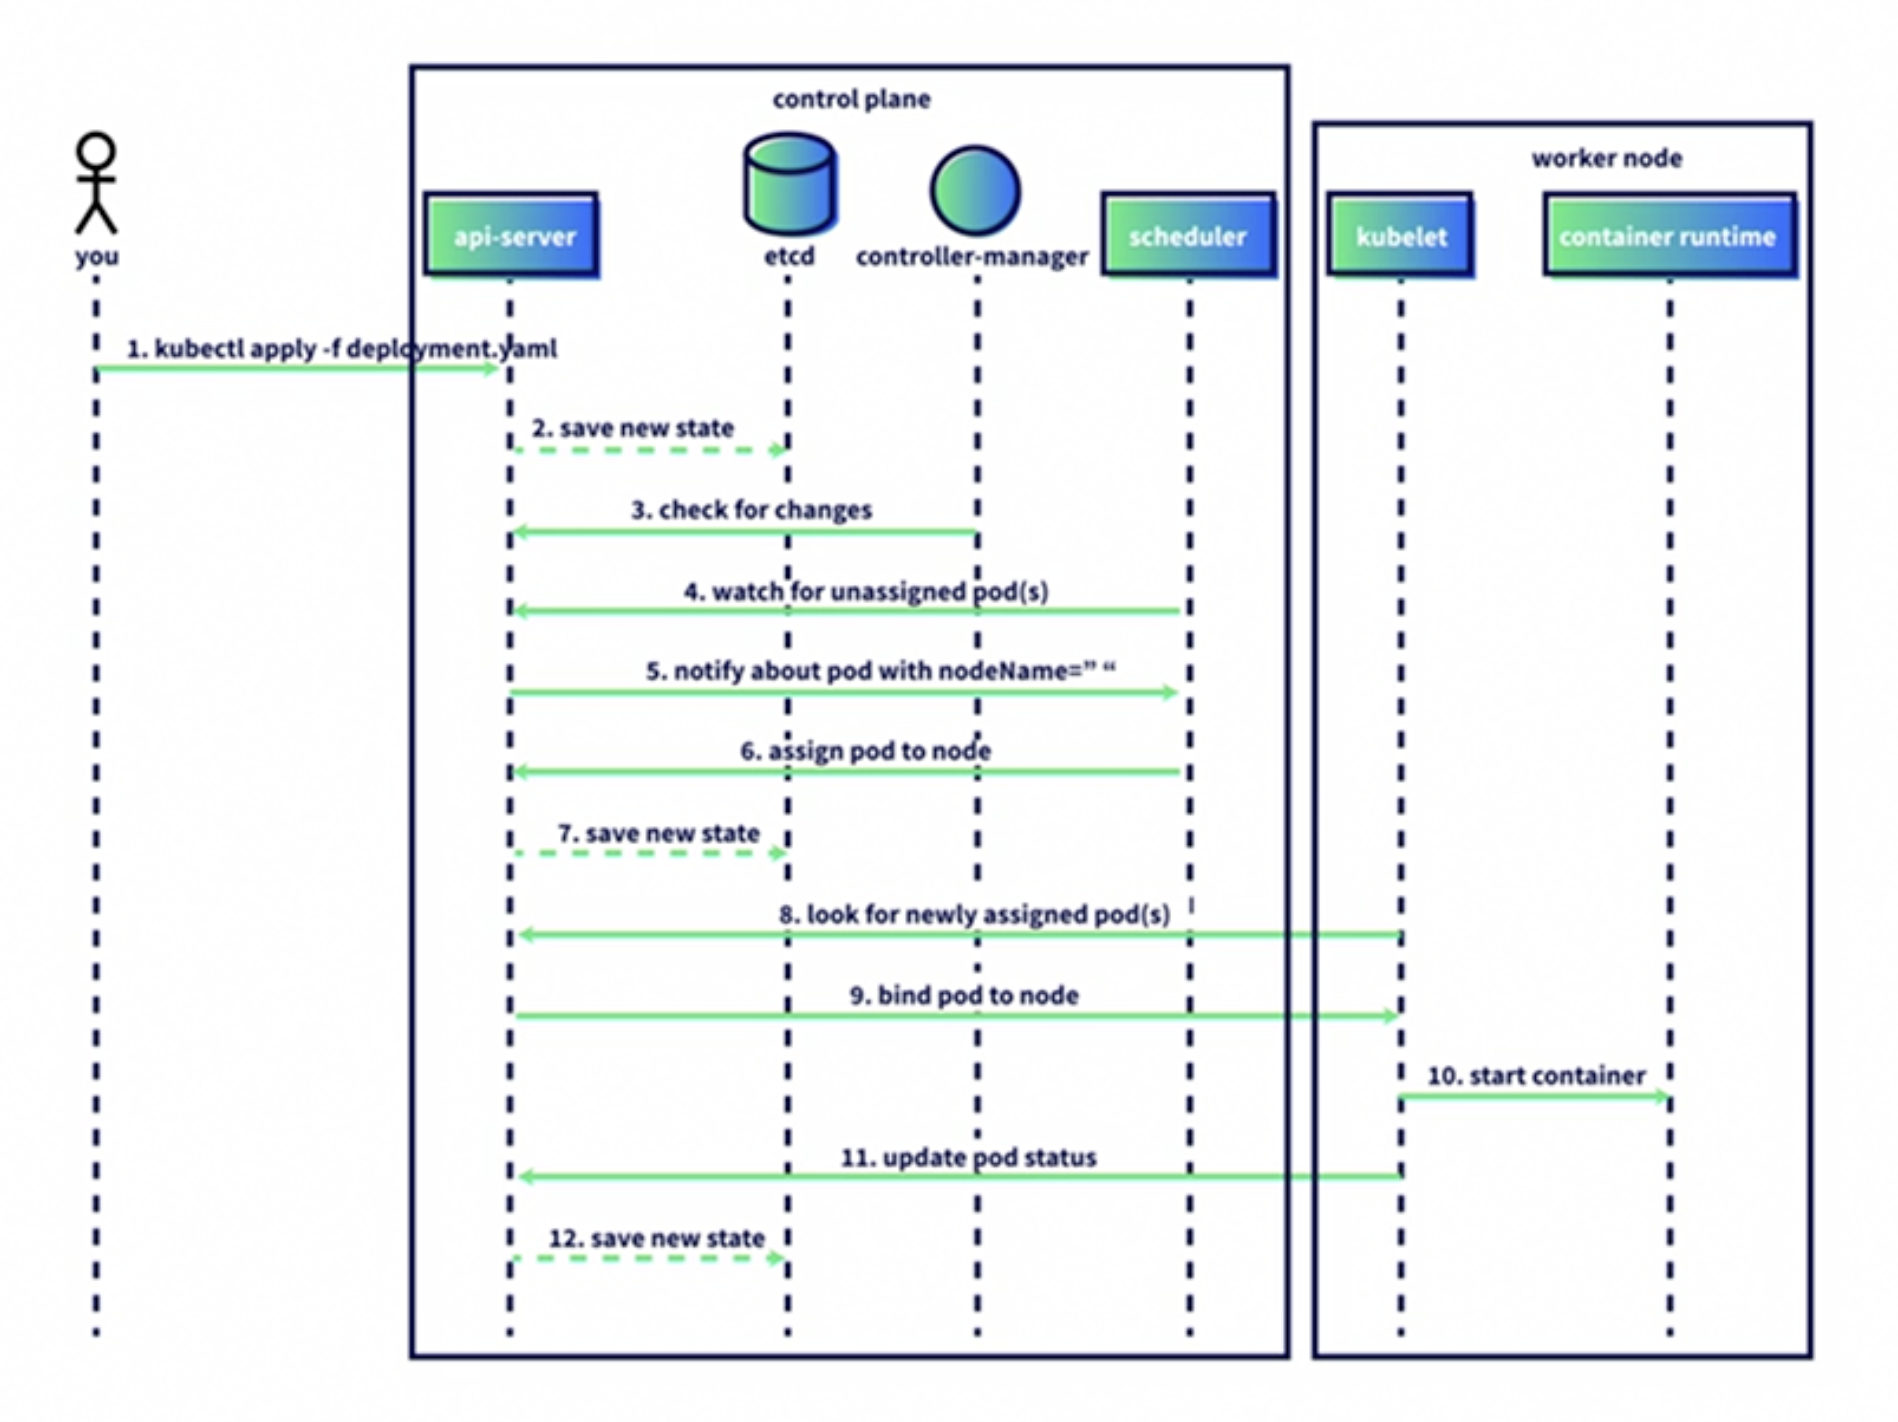 control plane
worker node
you
api-server
etcd
controller-manager
scheduler
kubelet
container runtime
1. kubectl apply -f deployment.yaml
2. save new state
3. check for changes
4. watch for unassigned pod(s)
5. notify about pod with nodeName=” “
6. assign pod to node
7. save new state
8. look for newly assigned pod(s)
9. bind pod to node
10. start container
11. update pod status
12. save new state